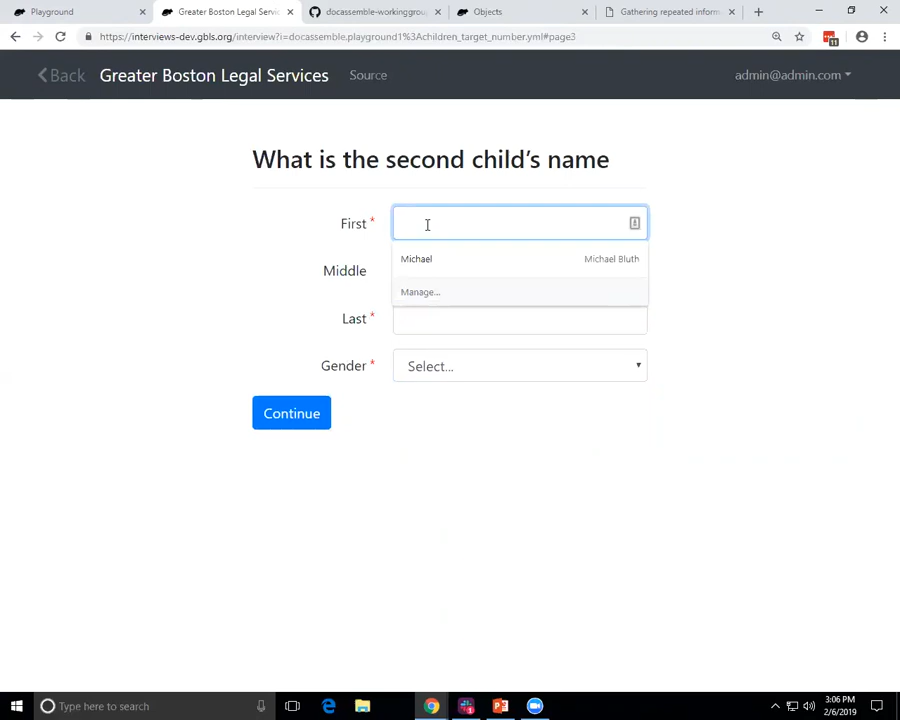 Playground
Greater Boston Legal Servic
docassemble-workinggroup
Objects
Gathering repeated inform
https://interviews-dev.gbls.org/interview?i=docassemble.playground1%3Achildren_target_number.yml#page3
11
Back
Greater Boston Legal Services
Source
admin@admin.com
What is the second child's name
First *
Michael
Michael Bluth
Middle
Manage...
Last *
Gender *
Select...
Continue
Type here to search
3:06 PM
2/6/2019